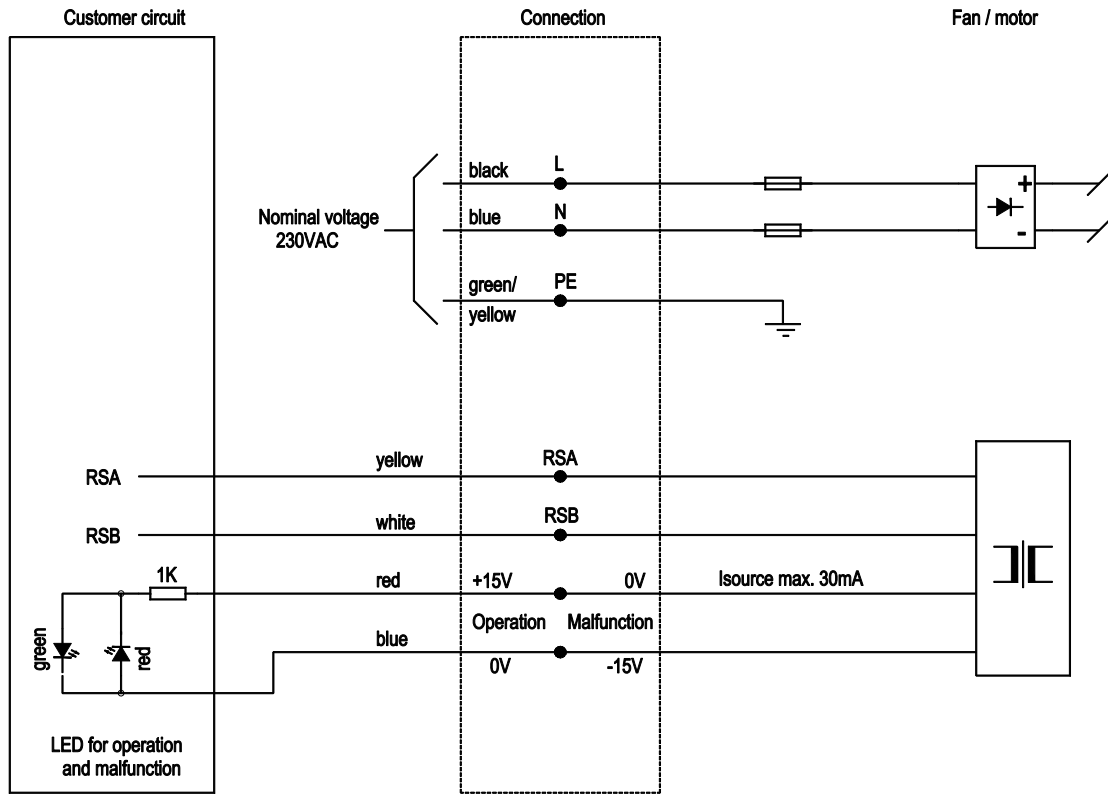 Customer circuit
Connection
Fan / motor
black
L
Nominal voltage
230VAC
blue
N
green/
yellow
PE
+
-
RSA
yellow
RSA
RSB
white
RSB
1K
red
+15V
0V
Isource max. 30mA
Operation
Malfunction
blue
0V
-15V
green
red
LED for operation
and malfunction